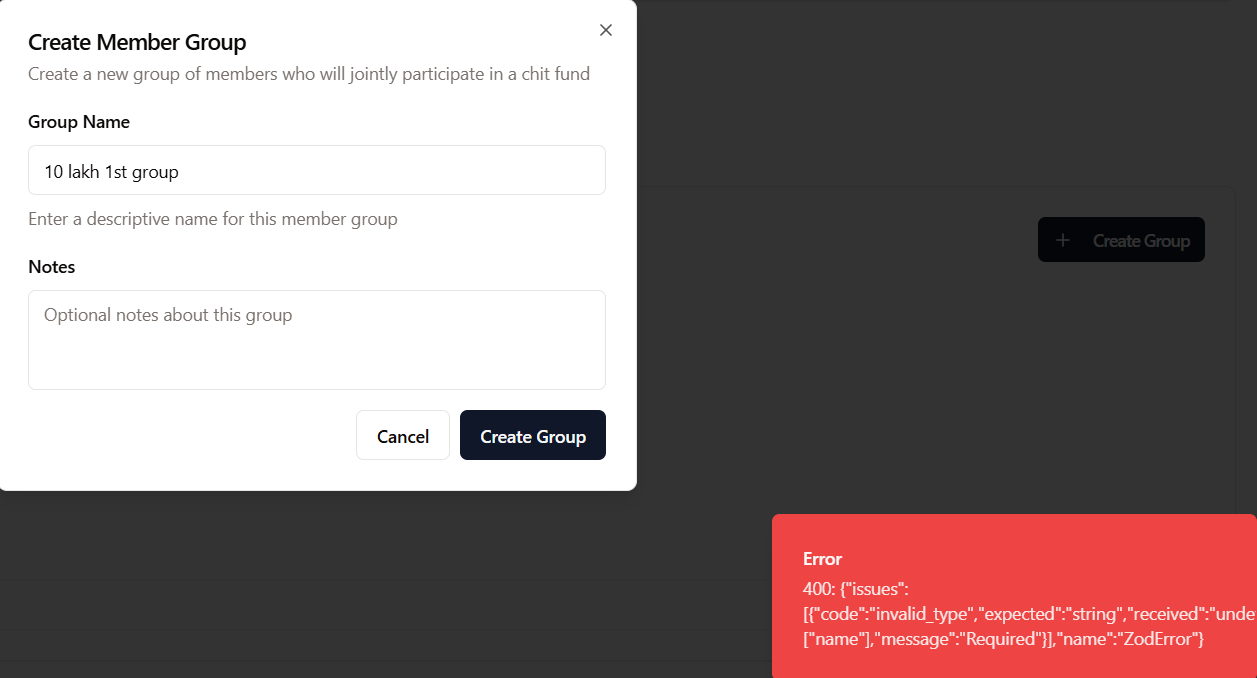 Create Member Group
Create a new group of members who will jointly participate in a chit fund
Group Name
10 lakh 1st group
Enter a descriptive name for this member group
Notes
Optional notes about this group
Cancel
Create Group
Create Group
Error
400: {"issues":
[{"code":"invalid_type","expected":"string","received":"unde
["name"],"message":"Required"}],"name":"ZodError"}